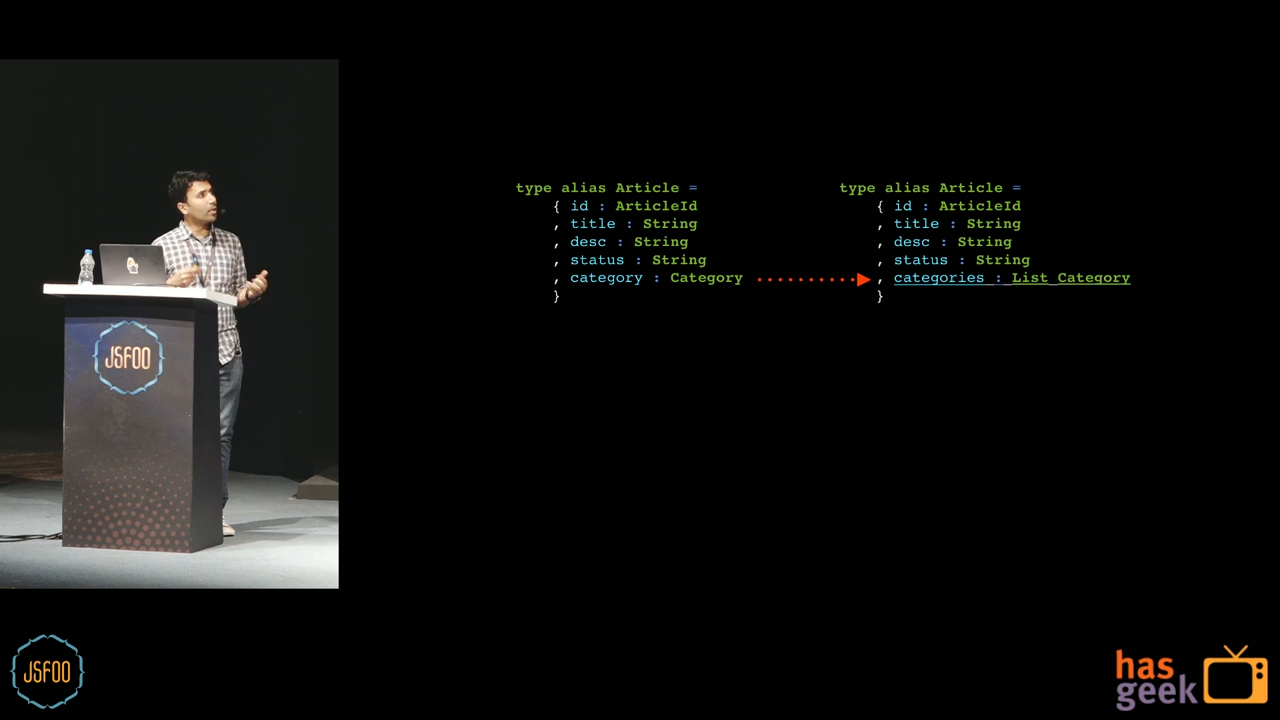 type alias Article =
{ id : ArticleId
, title : String
, desc : String
, status : String
, category : Category
}
type alias Article =
{ id : ArticleId
, title : String
, desc : String
, status : String
, categories : List Category
}
JSFOO
JSFOO
has
geek